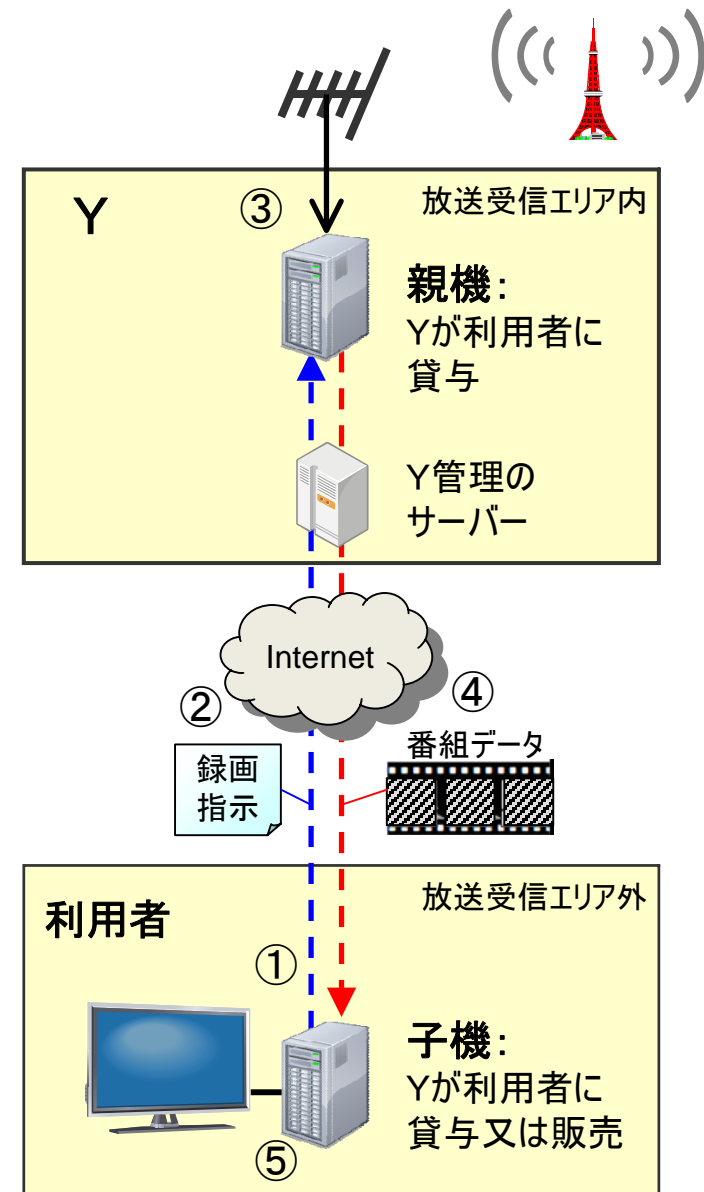 Y
③
放送受信エリア内
親機：
Yが利用者に
貸与
Y管理の
サーバー
Internet
②
④
録画
指示
番組データ
利用者
放送受信エリア外
①
子機：
Yが利用者に
貸与又は販売
⑤